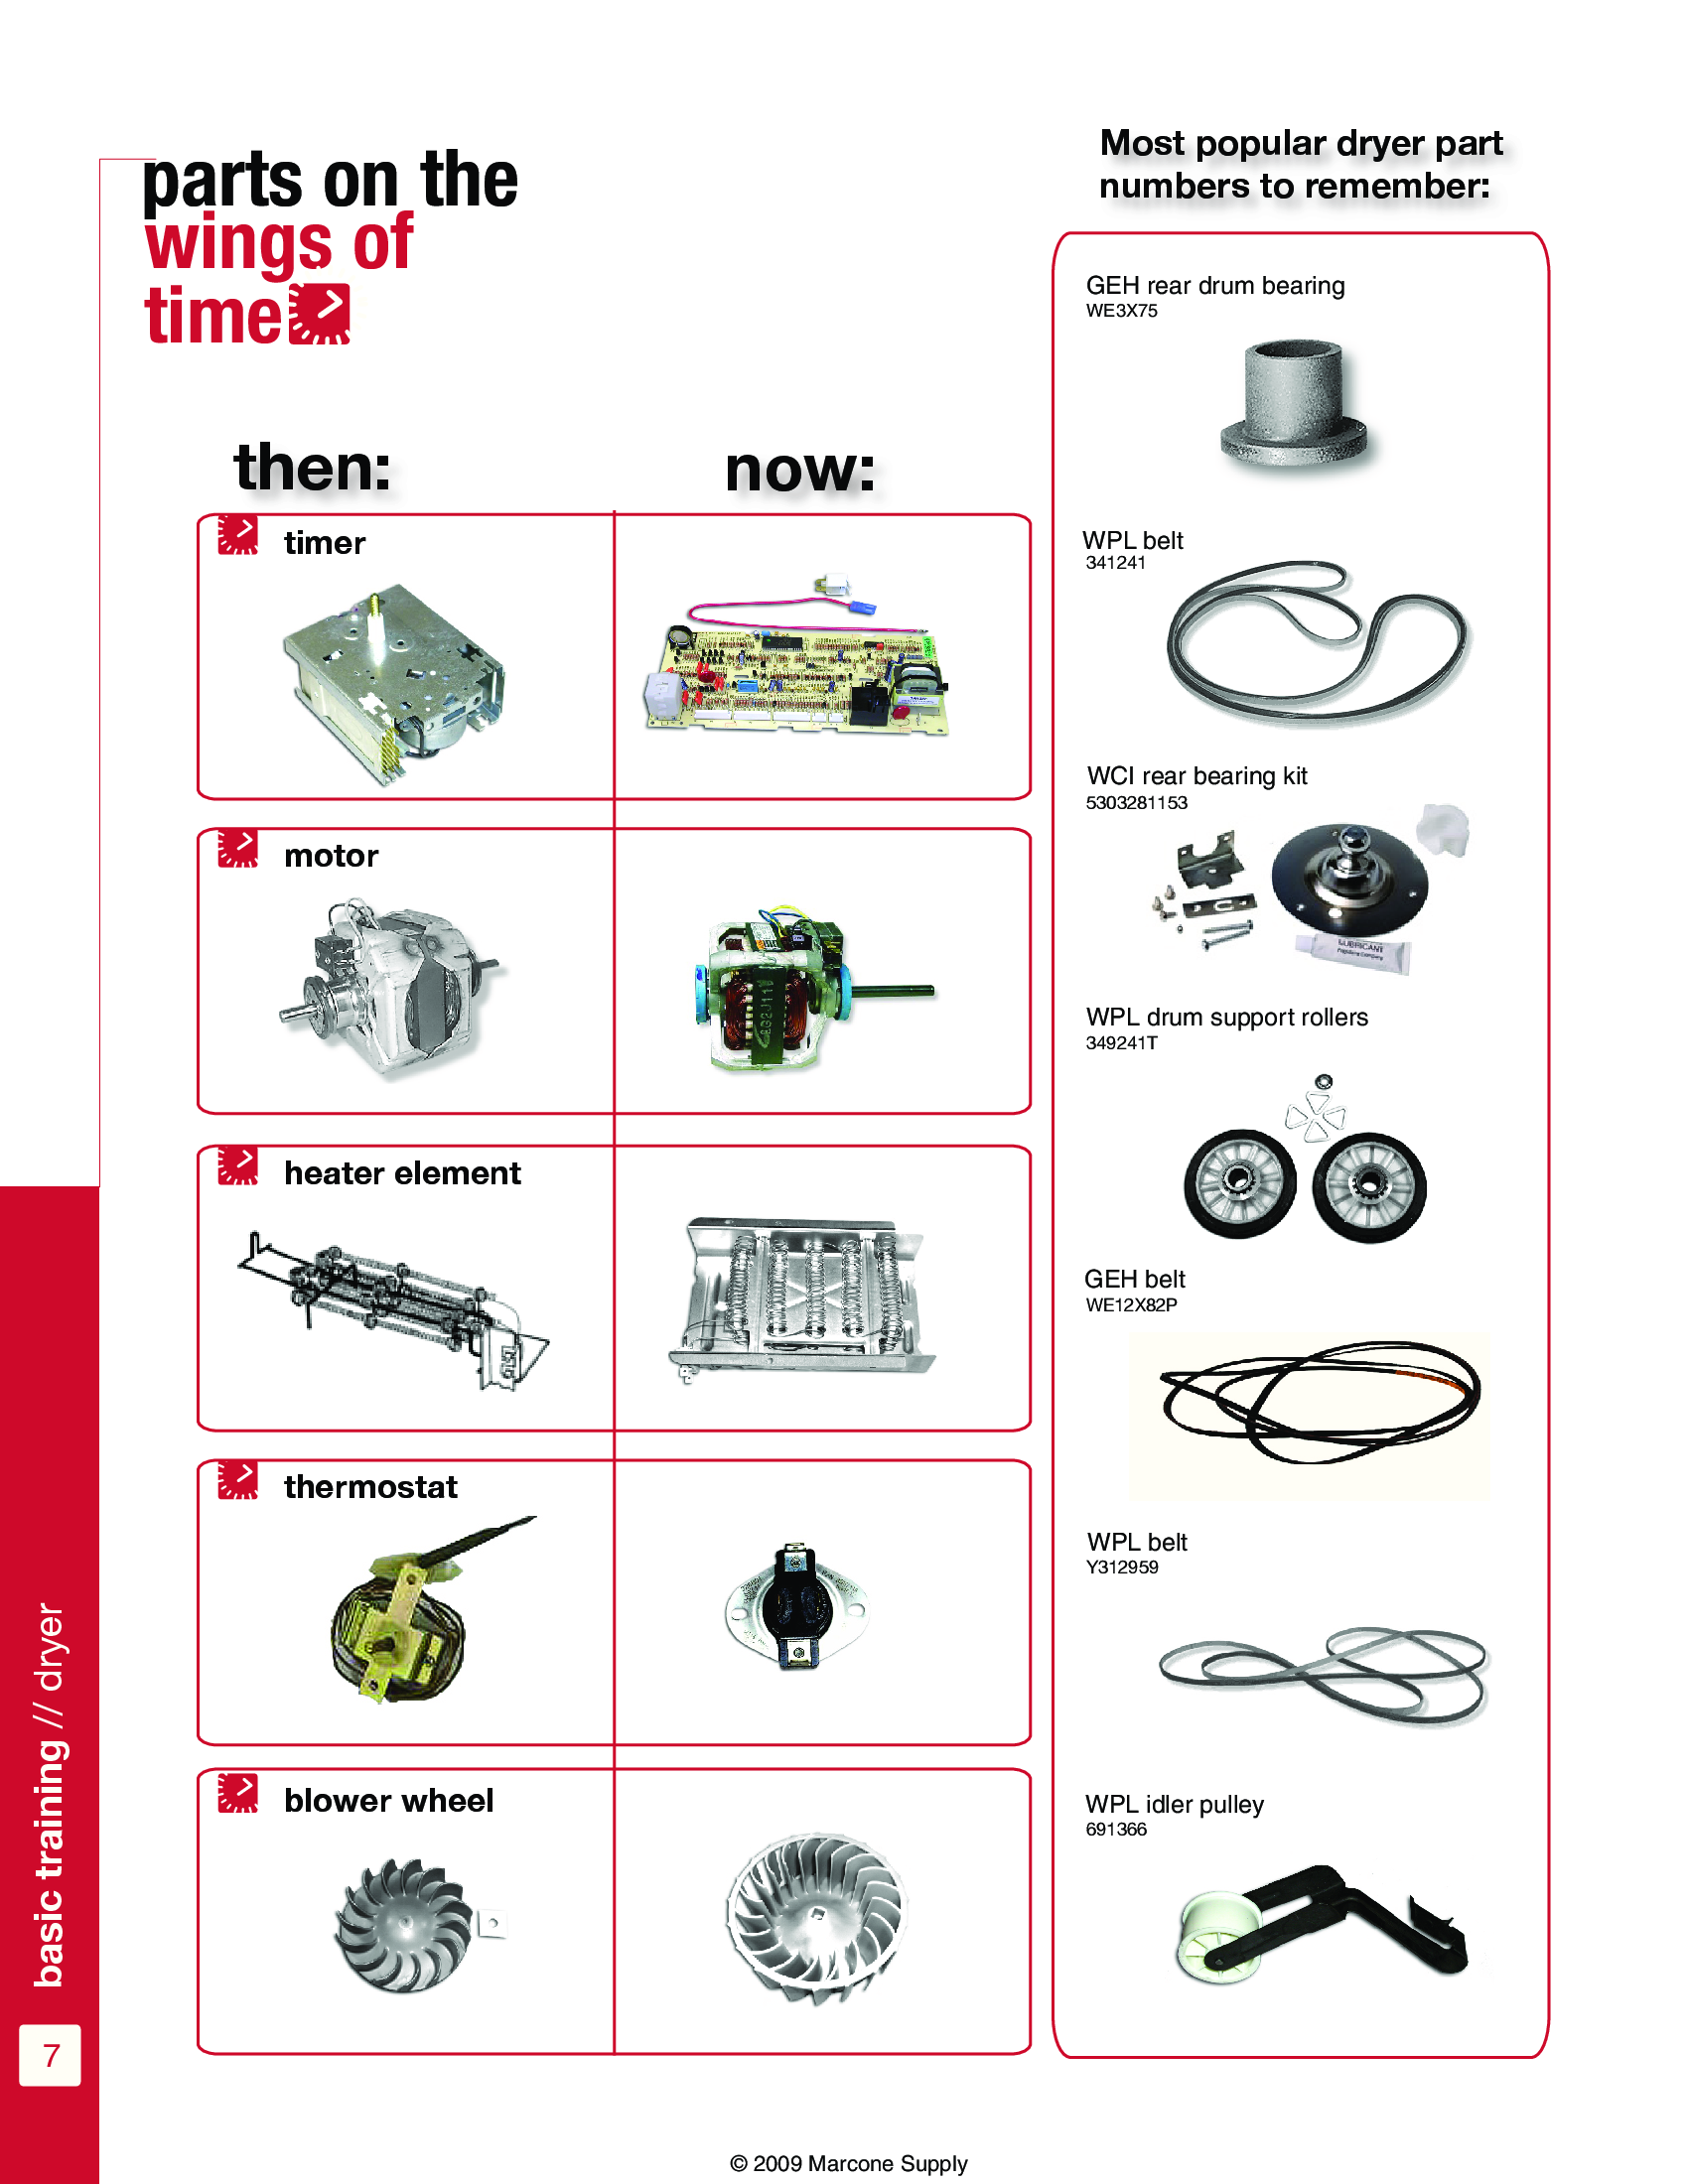 parts on the
wings of
time
then:
now:
timer
motor
heater element
thermostat
blower wheel
Most popular dryer part
numbers to remember:
GEH rear drum bearing
WE3X75
WPL belt
341241
WCI rear bearing kit
5303281153
LUBRICANT
WPL drum support rollers
349241T
GEH belt
WE12X82P
WPL belt
Y312959
WPL idler pulley
691366
basic training // dryer
7
© 2009 Marcone Supply